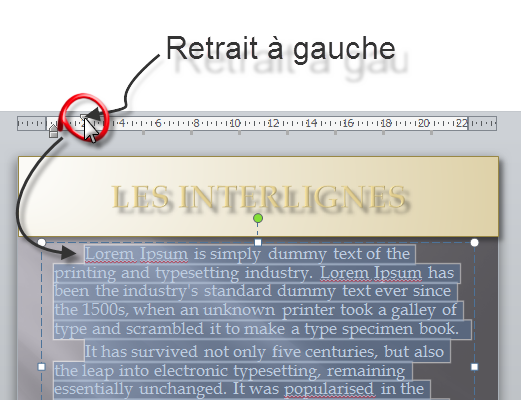 Retrait à gauche
2 4 6 8 10 12 14 16 18 20 22
LES INTERLIGNES
Lorem Ipsum is simply dummy text of the
printing and typesetting industry. Lorem Ipsum has
been the industry's standard dummy text ever since
the 1500s, when an unknown printer took a galley of
type and scrambled it to make a type specimen book.
It has survived not only five centuries, but also
the leap into electronic typesetting, remaining
essentially unchanged. It was popularised in the